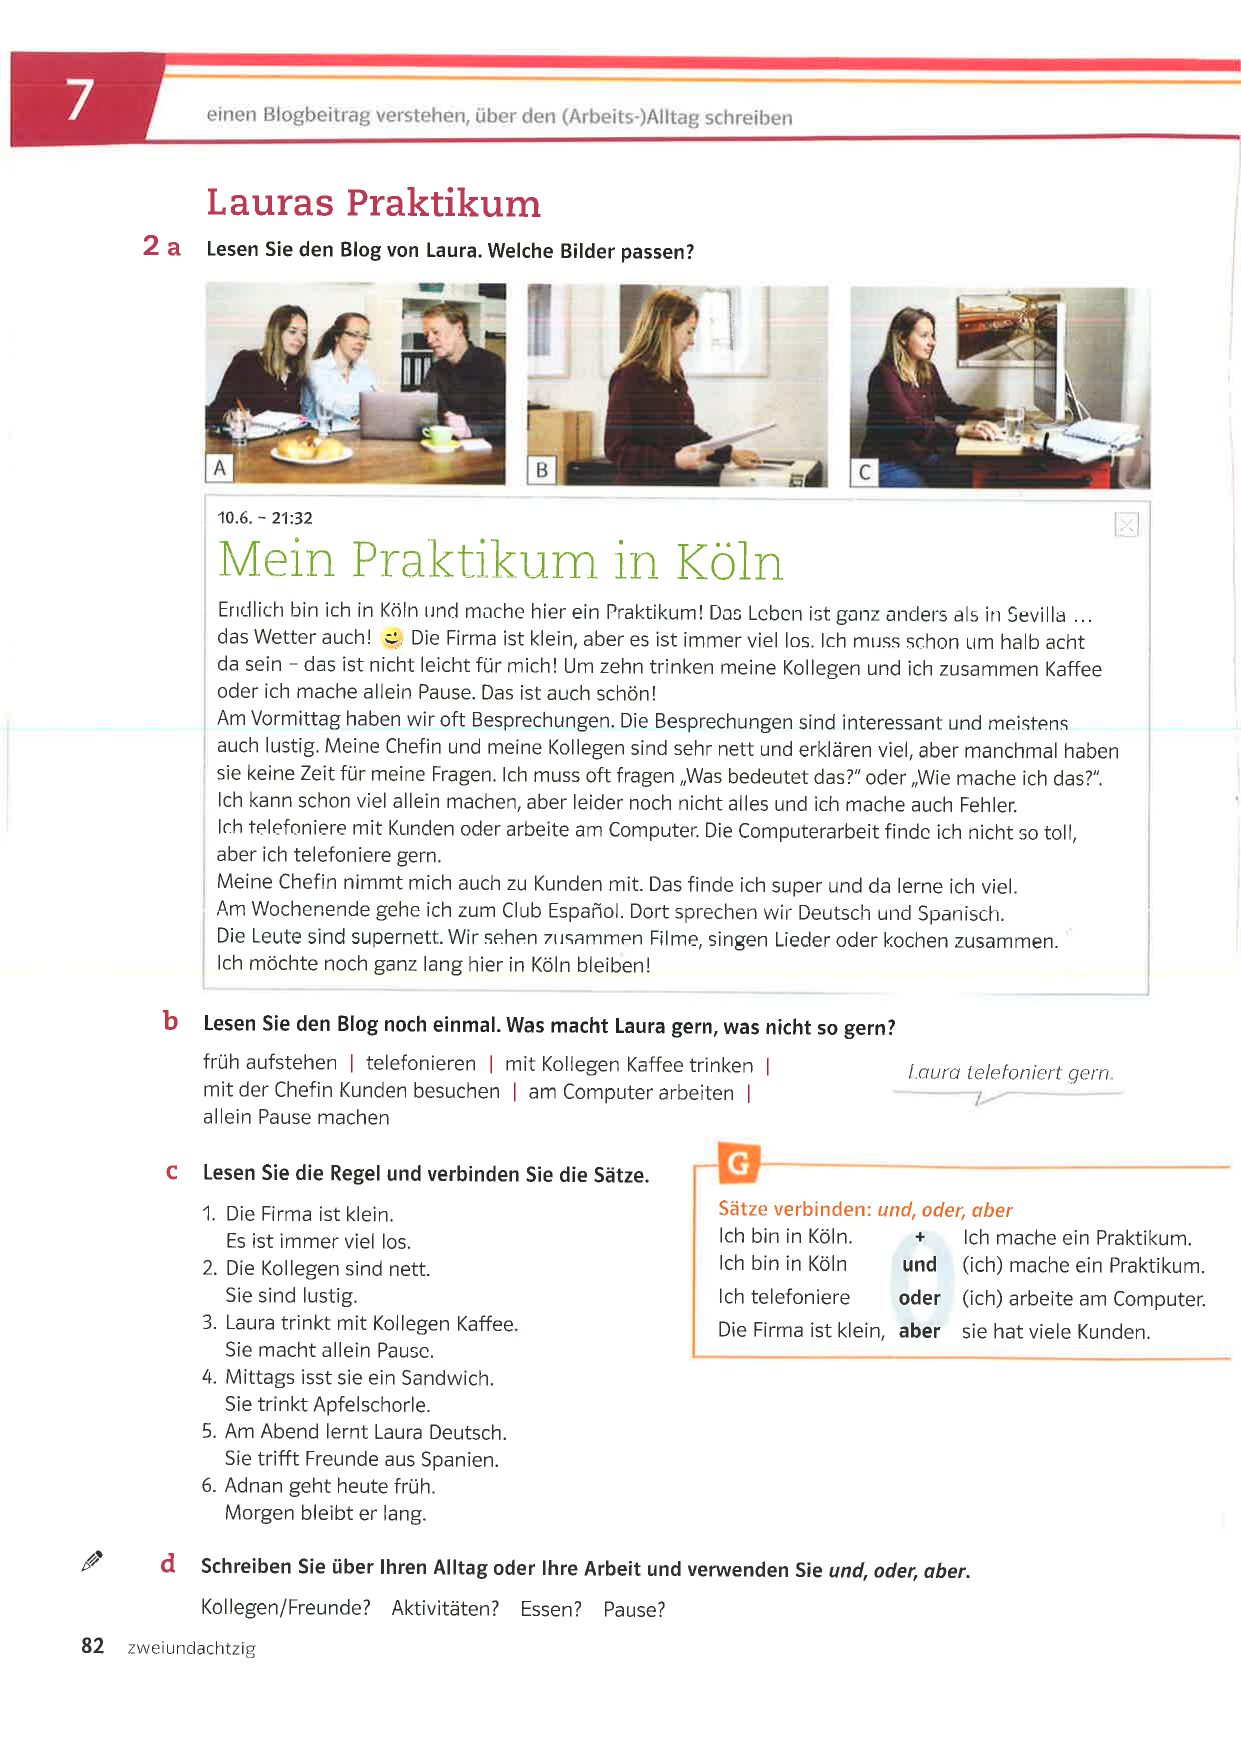 7
einen Blogbeitrag verstehen, über den (Arbeits-)Alltag schreiben
Lauras Praktikum
2 a Lesen Sie den Blog von Laura. Welche Bilder passen?
A
B
C
10.6. – 21:32
Mein Praktikum in Köln
Endlich bin ich in Köln und mache hier ein Praktikum! Das Leben ist ganz anders als in Sevilla ...
das Wetter auch! 😜 Die Firma ist klein, aber es ist immer viel los. Ich muss schon um halb acht
da sein – das ist nicht leicht für mich! Um zehn trinken meine Kollegen und ich zusammen Kaffee
oder ich mache allein Pause. Das ist auch schön!
Am Vormittag haben wir oft Besprechungen. Die Besprechungen sind interessant und meistens
auch lustig. Meine Chefin und meine Kollegen sind sehr nett und erklären viel, aber manchmal haben
sie keine Zeit für meine Fragen. Ich muss oft fragen „Was bedeutet das?“ oder „Wie mache ich das?“.
Ich kann schon viel allein machen, aber leider noch nicht alles und ich mache auch Fehler.
Ich telefoniere mit Kunden oder arbeite am Computer. Die Computerarbeit finde ich nicht so toll,
aber ich telefoniere gern.
Meine Chefin nimmt mich auch zu Kunden mit. Das finde ich super und da lerne ich viel.
Am Wochenende gehe ich zum Club Español. Dort sprechen wir Deutsch und Spanisch.
Die Leute sind supernett. Wir sehen zusammen Filme, singen Lieder oder kochen zusammen.
Ich möchte noch ganz lang hier in Köln bleiben!
b Lesen Sie den Blog noch einmal. Was macht Laura gern, was nicht so gern?
früh aufstehen | telefonieren | mit Kollegen Kaffee trinken |
mit der Chefin Kunden besuchen | am Computer arbeiten |
allein Pause machen
Laura telefoniert gern.
c Lesen Sie die Regel und verbinden Sie die Sätze.
1. Die Firma ist klein.
Es ist immer viel los.
2. Die Kollegen sind nett.
Sie sind lustig.
3. Laura trinkt mit Kollegen Kaffee.
Sie macht allein Pause.
4. Mittags isst sie ein Sandwich.
Sie trinkt Apfelschorle.
5. Am Abend lernt Laura Deutsch.
Sie trifft Freunde aus Spanien.
6. Adnan geht heute früh.
Morgen bleibt er lang.
G
Sätze verbinden: und, oder, aber
Ich bin in Köln. + Ich mache ein Praktikum.
Ich bin in Köln und (ich) mache ein Praktikum.
Ich telefoniere oder (ich) arbeite am Computer.
Die Firma ist klein, aber sie hat viele Kunden.
d Schreiben Sie über Ihren Alltag oder Ihre Arbeit und verwenden Sie und, oder, aber.
Kollegen/Freunde? Aktivitäten? Essen? Pause?
82 zweiundachtzig